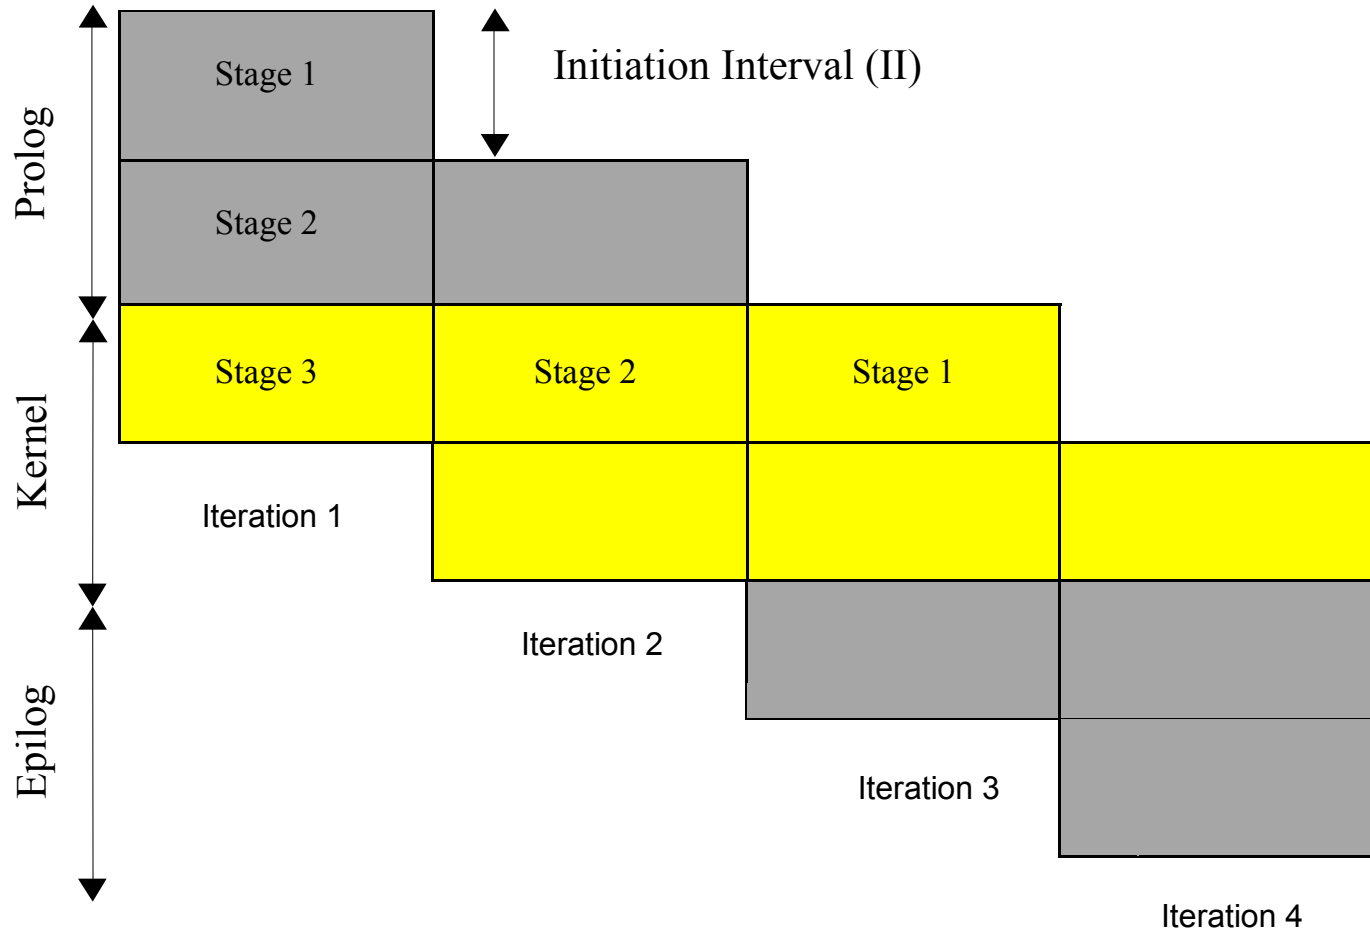 Stage 1
Initiation Interval (II)
Prolog
Stage 2
Stage 3
Stage 2
Stage 1
Kernel
Iteration 1
Iteration 2
Epilog
Iteration 3
Iteration 4